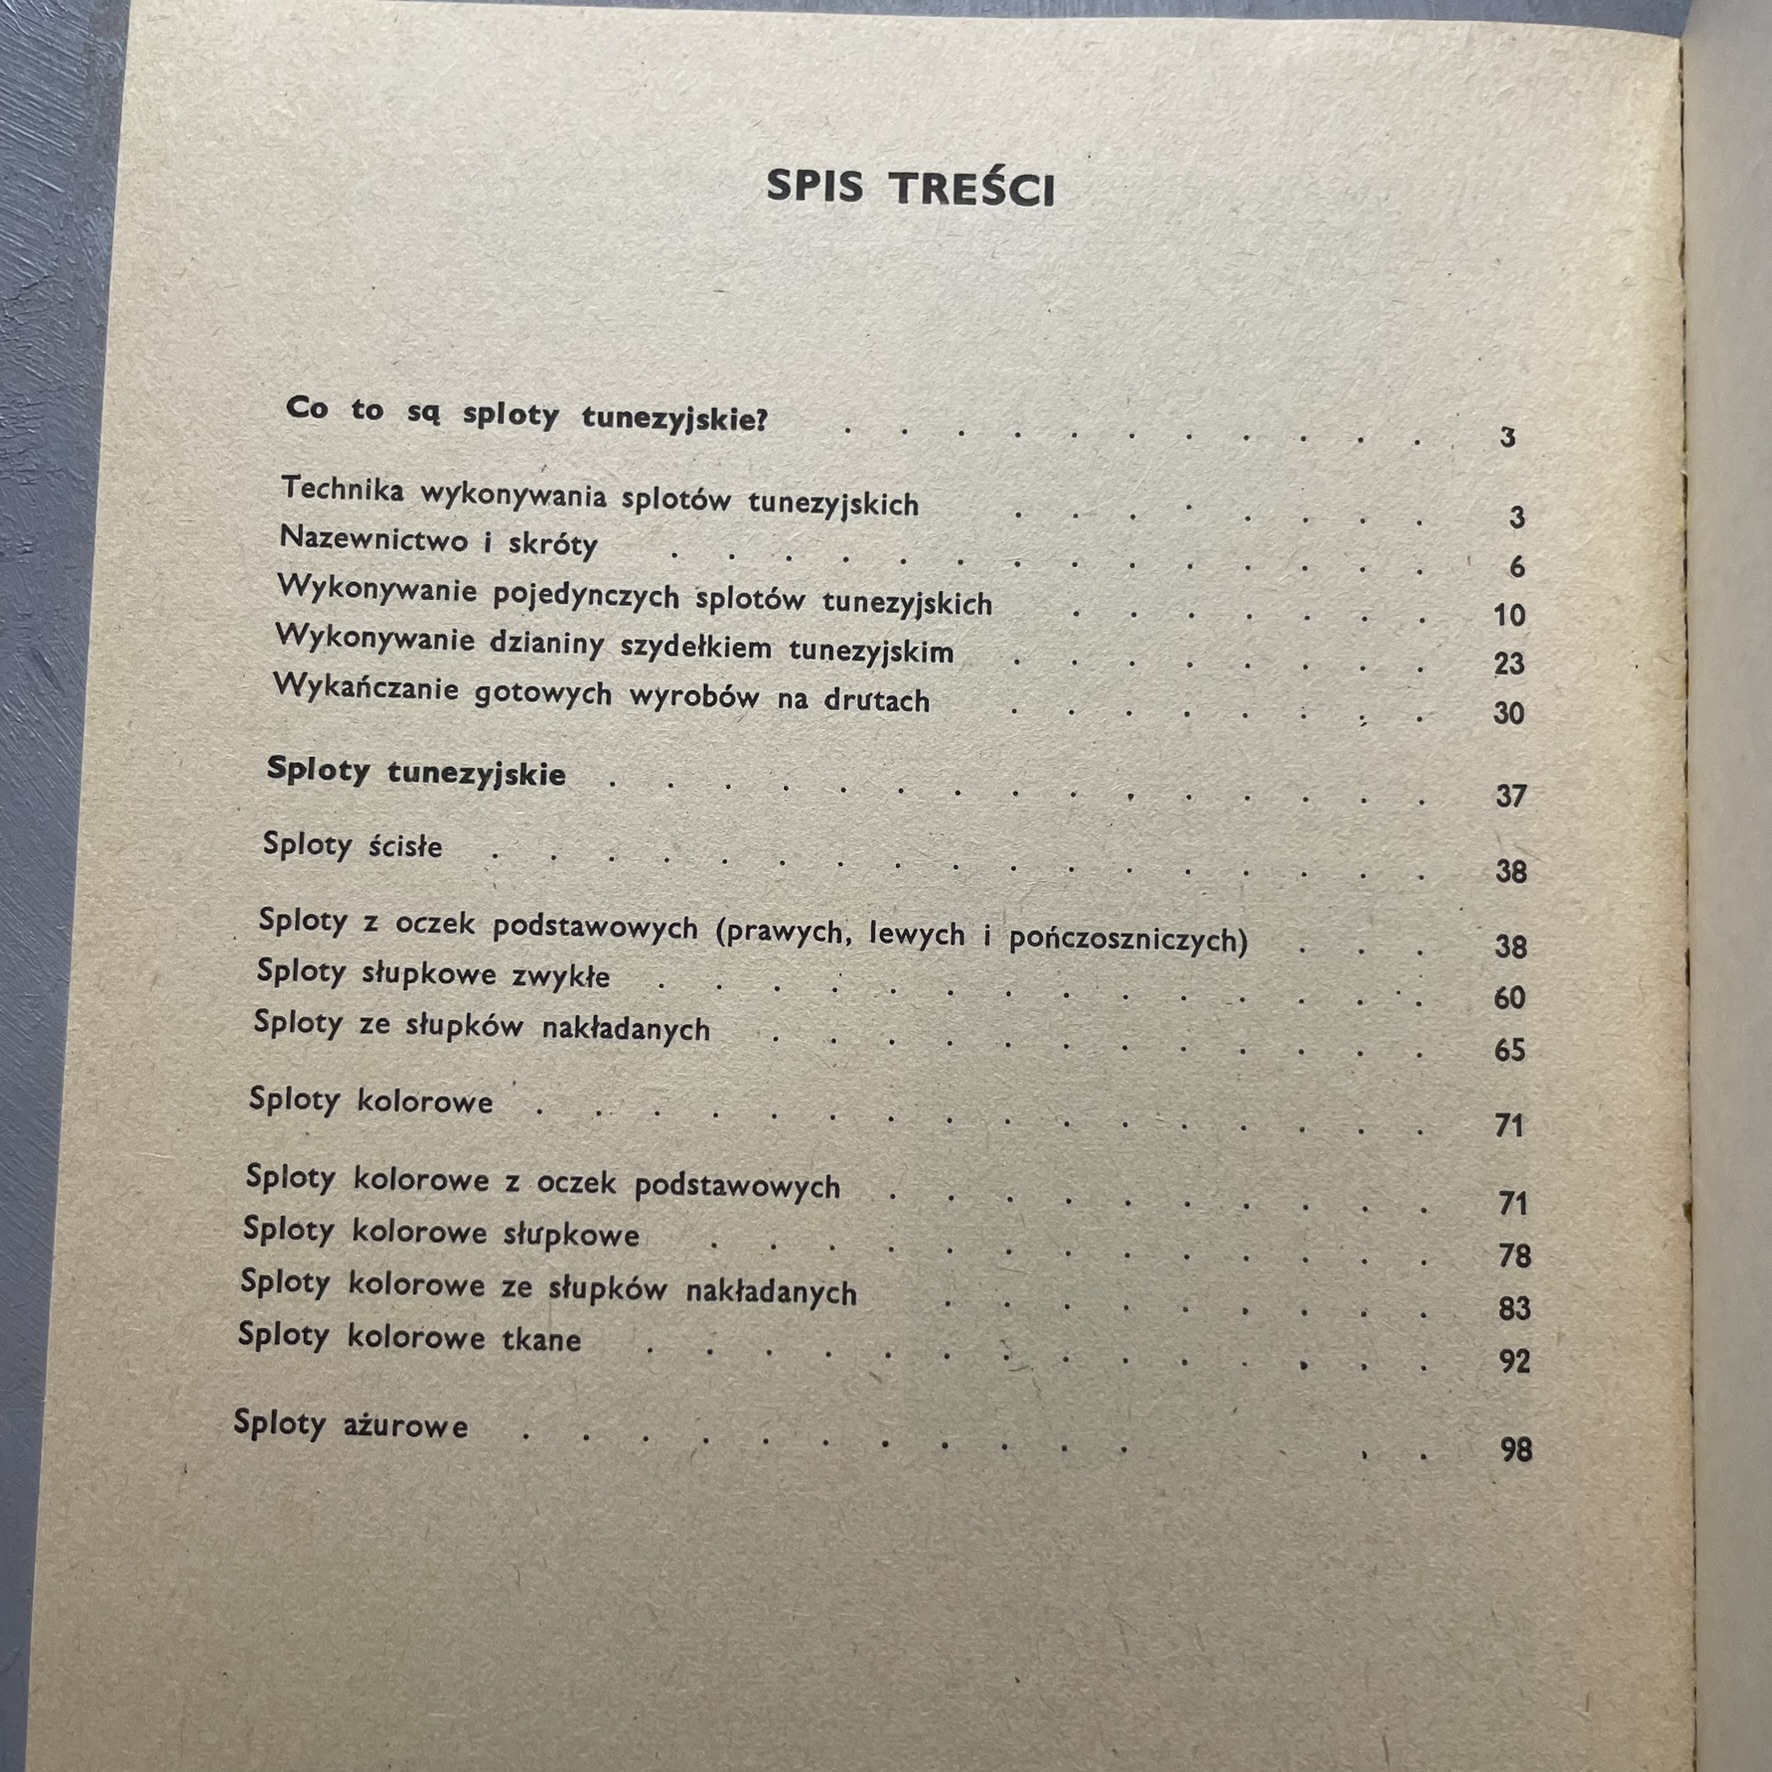 SPIS TREŚCI
Co to są sploty tunezyjskie? . . . . . . . . . . . 3
Technika wykonywania splotów tunezyjskich . . . . . . . . 3
Nazewnictwo i skróty . . . . . . . . . . . . . . 6
Wykonywanie pojedynczych splotów tunezyjskich . . . . . . . 10
Wykonywanie dzianiny szydełkiem tunezyjskim . . . . . . . . 23
Wykańczanie gotowych wyrobów na drutach . . . . . . . . 30
Sploty tunezyjskie . . . . . . . . . . . . . . . 37
Sploty ścisłe . . . . . . . . . . . . . . . . . 38
Sploty z oczek podstawowych (prawych, lewych i pończoszniczych) . . . 38
Sploty słupkowe zwykłe . . . . . . . . . . . . . . 60
Sploty ze słupków nakładanych . . . . . . . . . . . . 65
Sploty kolorowe . . . . . . . . . . . . . . . . 71
Sploty kolorowe z oczek podstawowych . . . . . . . . . . 71
Sploty kolorowe słupkowe . . . . . . . . . . . . . 78
Sploty kolorowe ze słupków nakładanych . . . . . . . . . 83
Sploty kolorowe tkane . . . . . . . . . . . . . . 92
Sploty ażurowe . . . . . . . . . . . . . 98